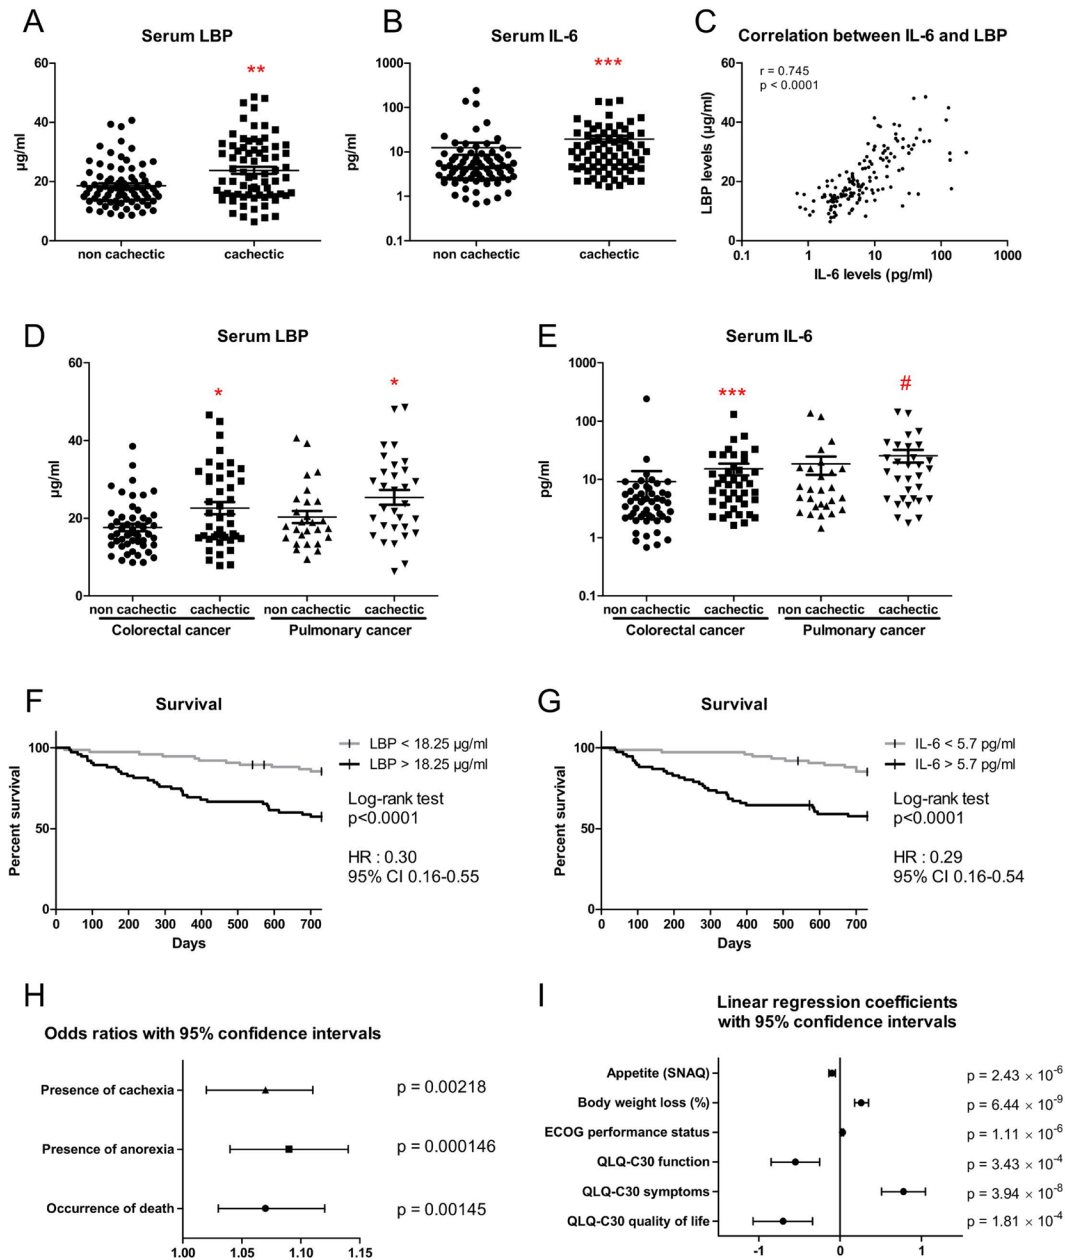 A
Serum LBP
**
60
40
20
0
µg/ml
non cachectic
cachectic
B
Serum IL-6
***
1000
100
10
1
0.1
pg/ml
non cachectic
cachectic
C
Correlation between IL-6 and LBP
r = 0.745
p < 0.0001
60
40
20
0
LBP levels (µg/ml)
0.1
1
10
100
1000
IL-6 levels (pg/ml)
D
Serum LBP
*
*
60
40
20
0
µg/ml
non cachectic
cachectic
non cachectic
cachectic
Colorectal cancer
Pulmonary cancer
E
Serum IL-6
***
#
1000
100
10
1
0.1
pg/ml
non cachectic
cachectic
non cachectic
cachectic
Colorectal cancer
Pulmonary cancer
F
Survival
100
50
0
Percent survival
0 100 200 300 400 500 600 700
Days
LBP < 18.25 µg/ml
LBP > 18.25 µg/ml
Log-rank test
p<0.0001
HR : 0.30
95% CI 0.16-0.55
G
Survival
100
50
0
Percent survival
0 100 200 300 400 500 600 700
Days
IL-6 < 5.7 pg/ml
IL-6 > 5.7 pg/ml
Log-rank test
p<0.0001
HR : 0.29
95% CI 0.16-0.54
H
Odds ratios with 95% confidence intervals
Presence of cachexia
p = 0.00218
Presence of anorexia
p = 0.000146
Occurrence of death
p = 0.00145
1.00 1.05 1.10 1.15
I
Linear regression coefficients
with 95% confidence intervals
Appetite (SNAQ)
p = 2.43 × 10-6
Body weight loss (%)
p = 6.44 × 10-9
ECOG performance status
p = 1.11 × 10-6
QLQ-C30 function
p = 3.43 × 10-4
QLQ-C30 symptoms
p = 3.94 × 10-8
QLQ-C30 quality of life
p = 1.81 × 10-4
-1 0 1